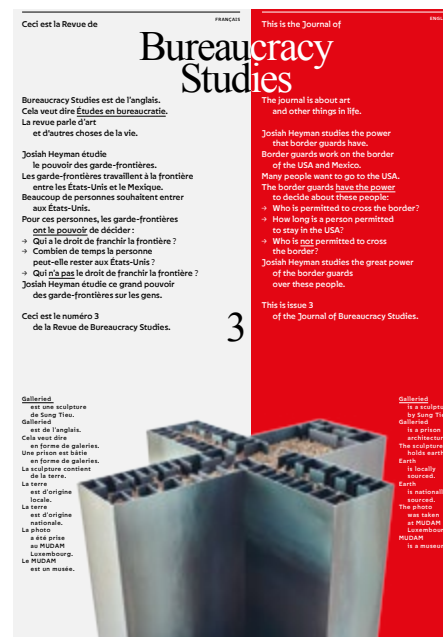 FRANÇAIS
Ceci est la Revue de
This is the Journal of
Bureaucracy
Studies
Bureaucracy Studies est de l'anglais.
Cela veut dire Études en bureaucratie.
La revue parle d'art
et d'autres choses de la vie.
Josiah Heyman étudie
le pouvoir des garde-frontières.
Les garde-frontières travaillent à la frontière
entre les États-Unis et le Mexique.
Beaucoup de personnes souhaitent entrer
aux États-Unis.
Pour ces personnes, les garde-frontières
ont le pouvoir de décider :
→ Qui a le droit de franchir la frontière ?
→ Combien de temps la personne
peut-elle rester aux États-Unis ?
→ Qui n'a pas le droit de franchir la frontière ?
Josiah Heyman étudie ce grand pouvoir
des garde-frontières sur les gens.
Ceci est le numéro 3
de la Revue de Bureaucracy Studies.
The journal is about art
and other things in life.
Josiah Heyman studies the power
that border guards have.
Border guards work on the border
of the USA and Mexico.
Many people want to go to the USA.
The border guards have the power
to decide about these people:
→ Who is permitted to cross the border?
→ How long is a person permitted
to stay in the USA?
→ Who is not permitted to cross
the border?
Josiah Heyman studies the great power
of the border guards
over these people.
This is issue 3
of the Journal of Bureaucracy Studies.
3
Galleried
est une sculpture
de Sung Tieu.
Galleried
est de l'anglais.
Cela veut dire
en forme de galeries.
Une prison est bâtie
en forme de galeries.
La sculpture contient
de la terre.
La terre
est d'origine
locale.
La terre
est d'origine
nationale.
La photo
a été prise
au MUDAM
Luxembourg.
Le MUDAM
est un musée.
Galleried
is a
by Sung
Galleried
is a prison
The sculpture
holds
Earth
is locally
sourced.
Earth
is
sourced.
The photo
was taken
at MUDAM
MUDAM
is a